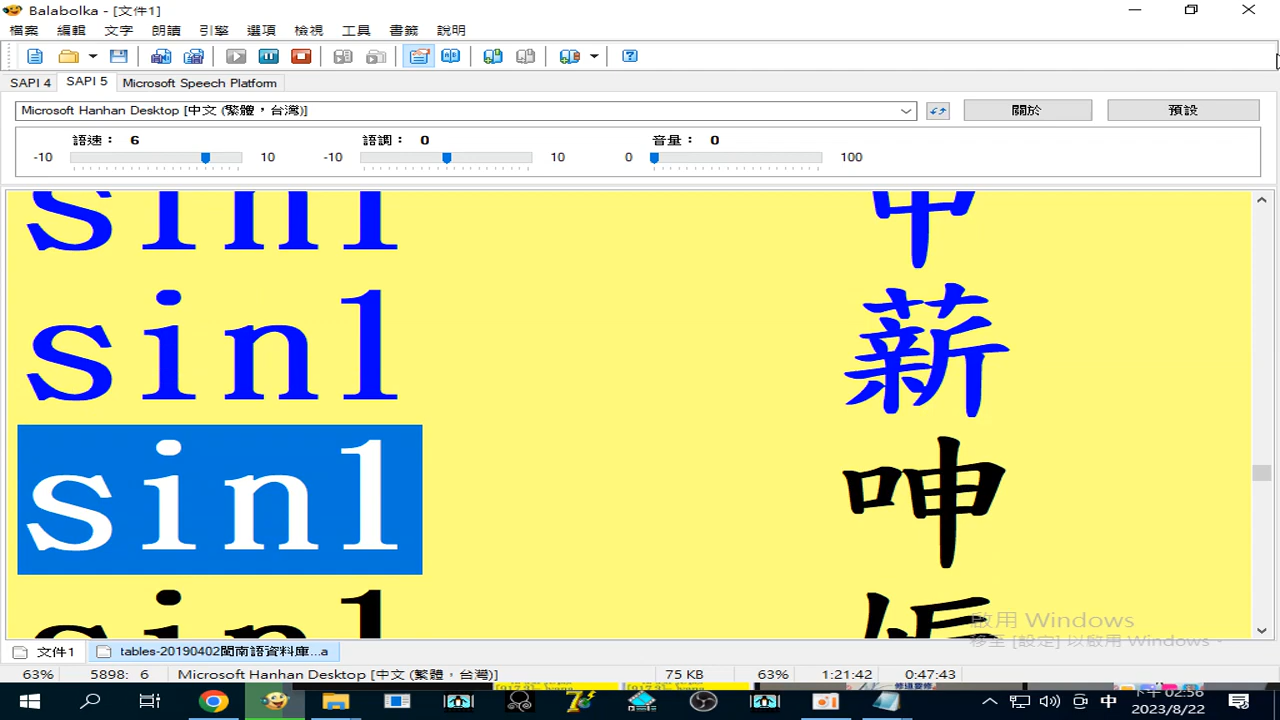 Balabolka - [文件1]
檔案 編輯 文字 朗讀 引擎 選項 檢視 工具 書籤 說明
SAPI 4 SAPI 5 Microsoft Speech Platform
Microsoft Hanhan Desktop [中文 (繁體，台灣)] 關於 預設
語速： 6 語調： 0 音量： 0
-10 10 -10 10 0 100
sinl 申
sinl 薪
sinl 呻
sinl 娠
啟用 Windows
移至 [設定] 以啟用 Windows。
文件1 tables-20190402閩南語資料庫...a
63% 5898: 6 Microsoft Hanhan Desktop [中文 (繁體，台灣)] 75 KB 63% 1:21:42 0:47:43
中 下午 02:56
2023/8/22